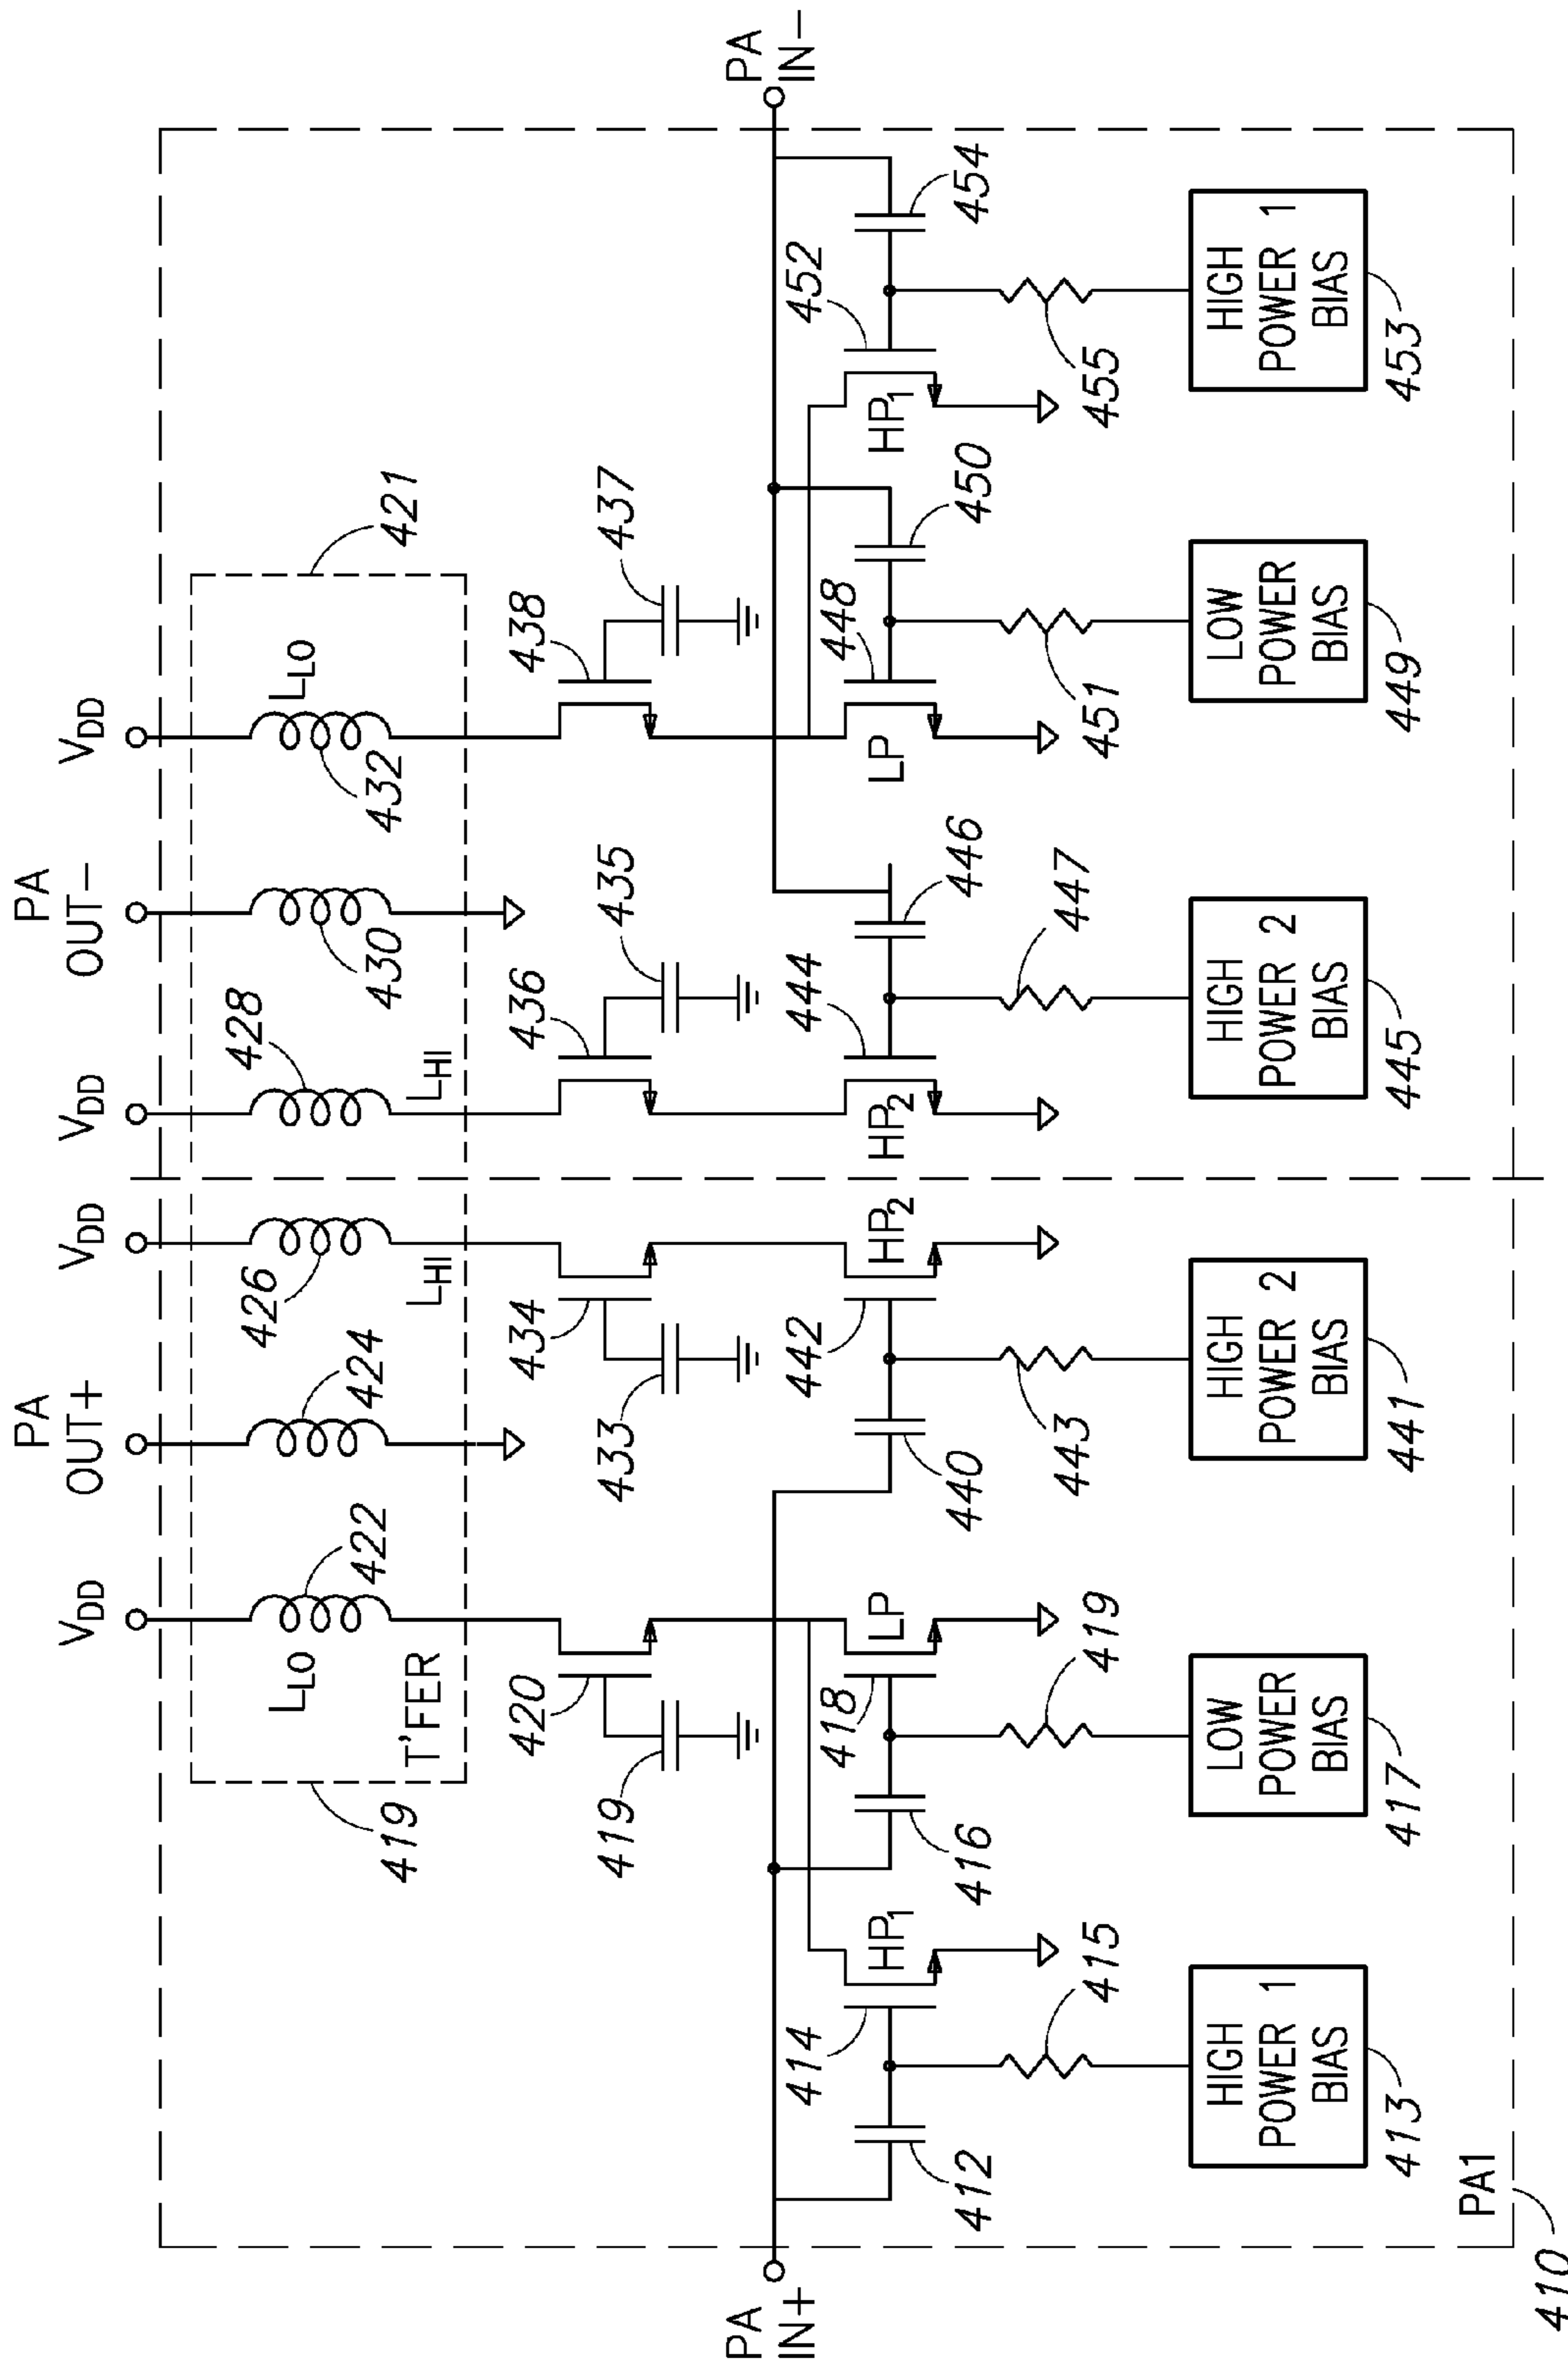 PA
OUT+
PA
OUT−
VDD
VDD
VDD
VDD
LLO
422
424
426
LHI
428
LHI
430
432
LLO
T'FER
419
421
420
419
434
433
436
435
438
437
PA
IN+
PA
IN−
412
414
HP1
415
416
418
LP
419
440
442
HP2
443
444
HP2
446
447
448
LP
450
451
452
HP1
454
455
HIGH
POWER 1
BIAS
413
LOW
POWER
BIAS
417
HIGH
POWER 2
BIAS
441
HIGH
POWER 2
BIAS
445
LOW
POWER
BIAS
449
HIGH
POWER 1
BIAS
453
PA1
410